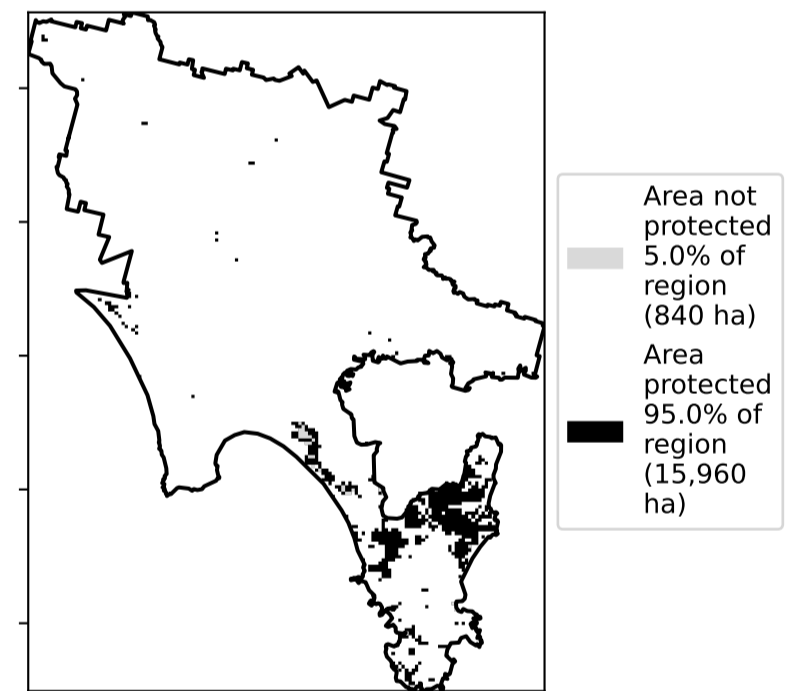 Area not
protected
5.0% of
region
(840 ha)
Area
protected
95.0% of
region
(15,960
ha)